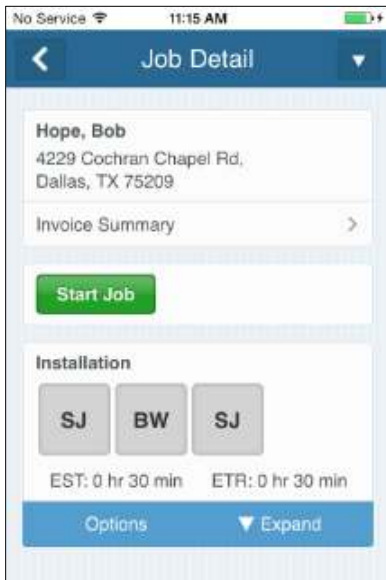 No Service 11:15 AM
Job Detail
Hope, Bob
4229 Cochran Chapel Rd,
Dallas, TX 75209
Invoice Summary
Start Job
Installation
SJ BW SJ
EST: 0 hr 30 min ETR: 0 hr 30 min
Options ▼ Expand